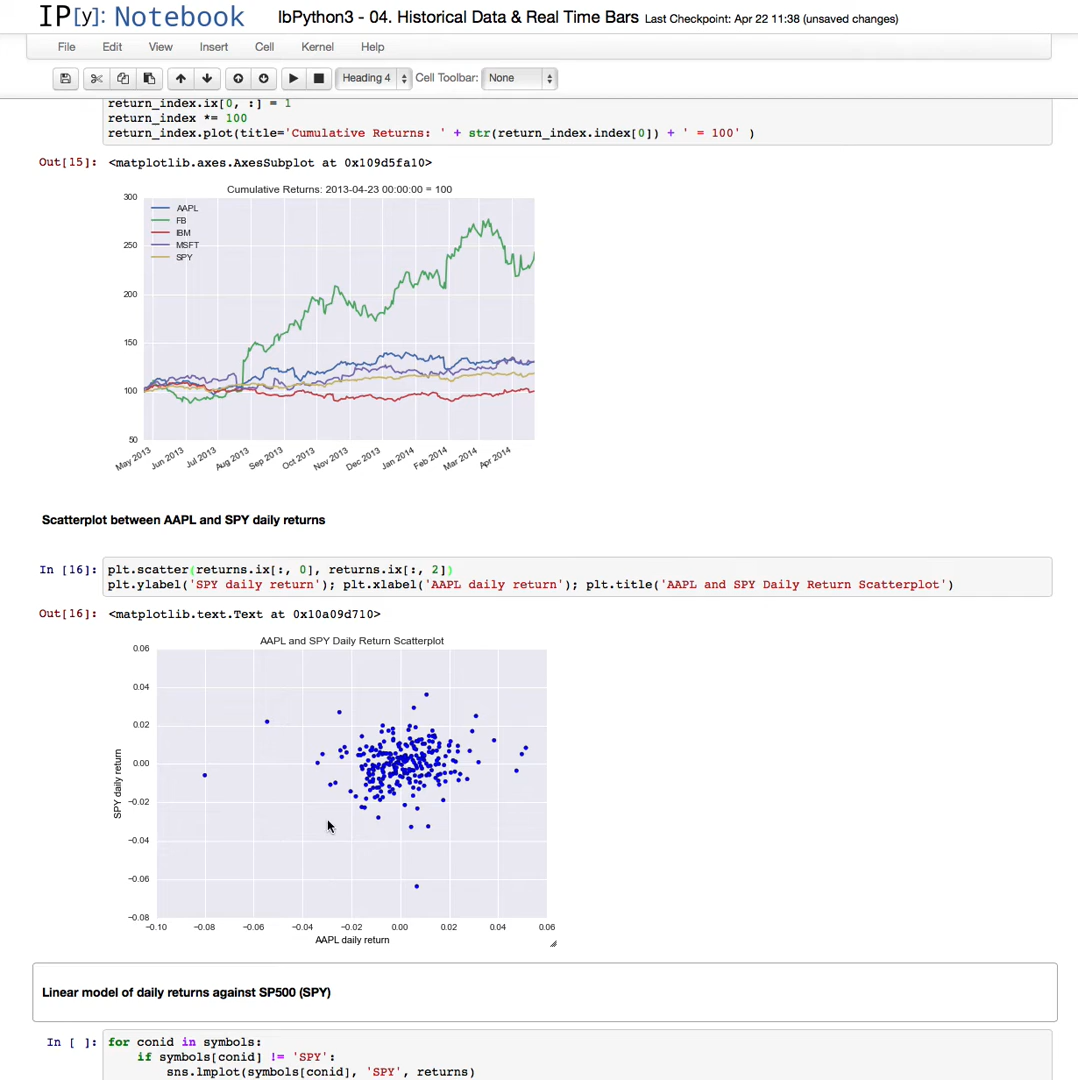 IP[y]: Notebook
IbPython3 - 04. Historical Data & Real Time Bars Last Checkpoint: Apr 22 11:38 (unsaved changes)
File Edit View Insert Cell Kernel Help
Heading 4 Cell Toolbar: None
return_index.ix[0, :] = 1
return_index *= 100
return_index.plot(title='Cumulative Returns: ' + str(return_index.index[0]) + ' = 100' )
Out[15]: <matplotlib.axes.AxesSubplot at 0x109d5fa10>
Cumulative Returns: 2013-04-23 00:00:00 = 100
300
AAPL
FB
IBM
MSFT
SPY
250
200
150
100
50
May 2013 Jun 2013 Jul 2013 Aug 2013 Sep 2013 Oct 2013 Nov 2013 Dec 2013 Jan 2014 Feb 2014 Mar 2014 Apr 2014
Scatterplot between AAPL and SPY daily returns
In [16]: plt.scatter(returns.ix[:, 0], returns.ix[:, 2])
plt.ylabel('SPY daily return'); plt.xlabel('AAPL daily return'); plt.title('AAPL and SPY Daily Return Scatterplot')
Out[16]: <matplotlib.text.Text at 0x10a09d710>
AAPL and SPY Daily Return Scatterplot
0.06
0.04
0.02
0.00
−0.02
−0.04
−0.06
−0.08
SPY daily return
−0.10 −0.08 −0.06 −0.04 −0.02 0.00 0.02 0.04 0.06
AAPL daily return
Linear model of daily returns against SP500 (SPY)
In [ ]: for conid in symbols:
if symbols[conid] != 'SPY':
sns.lmplot(symbols[conid], 'SPY', returns)